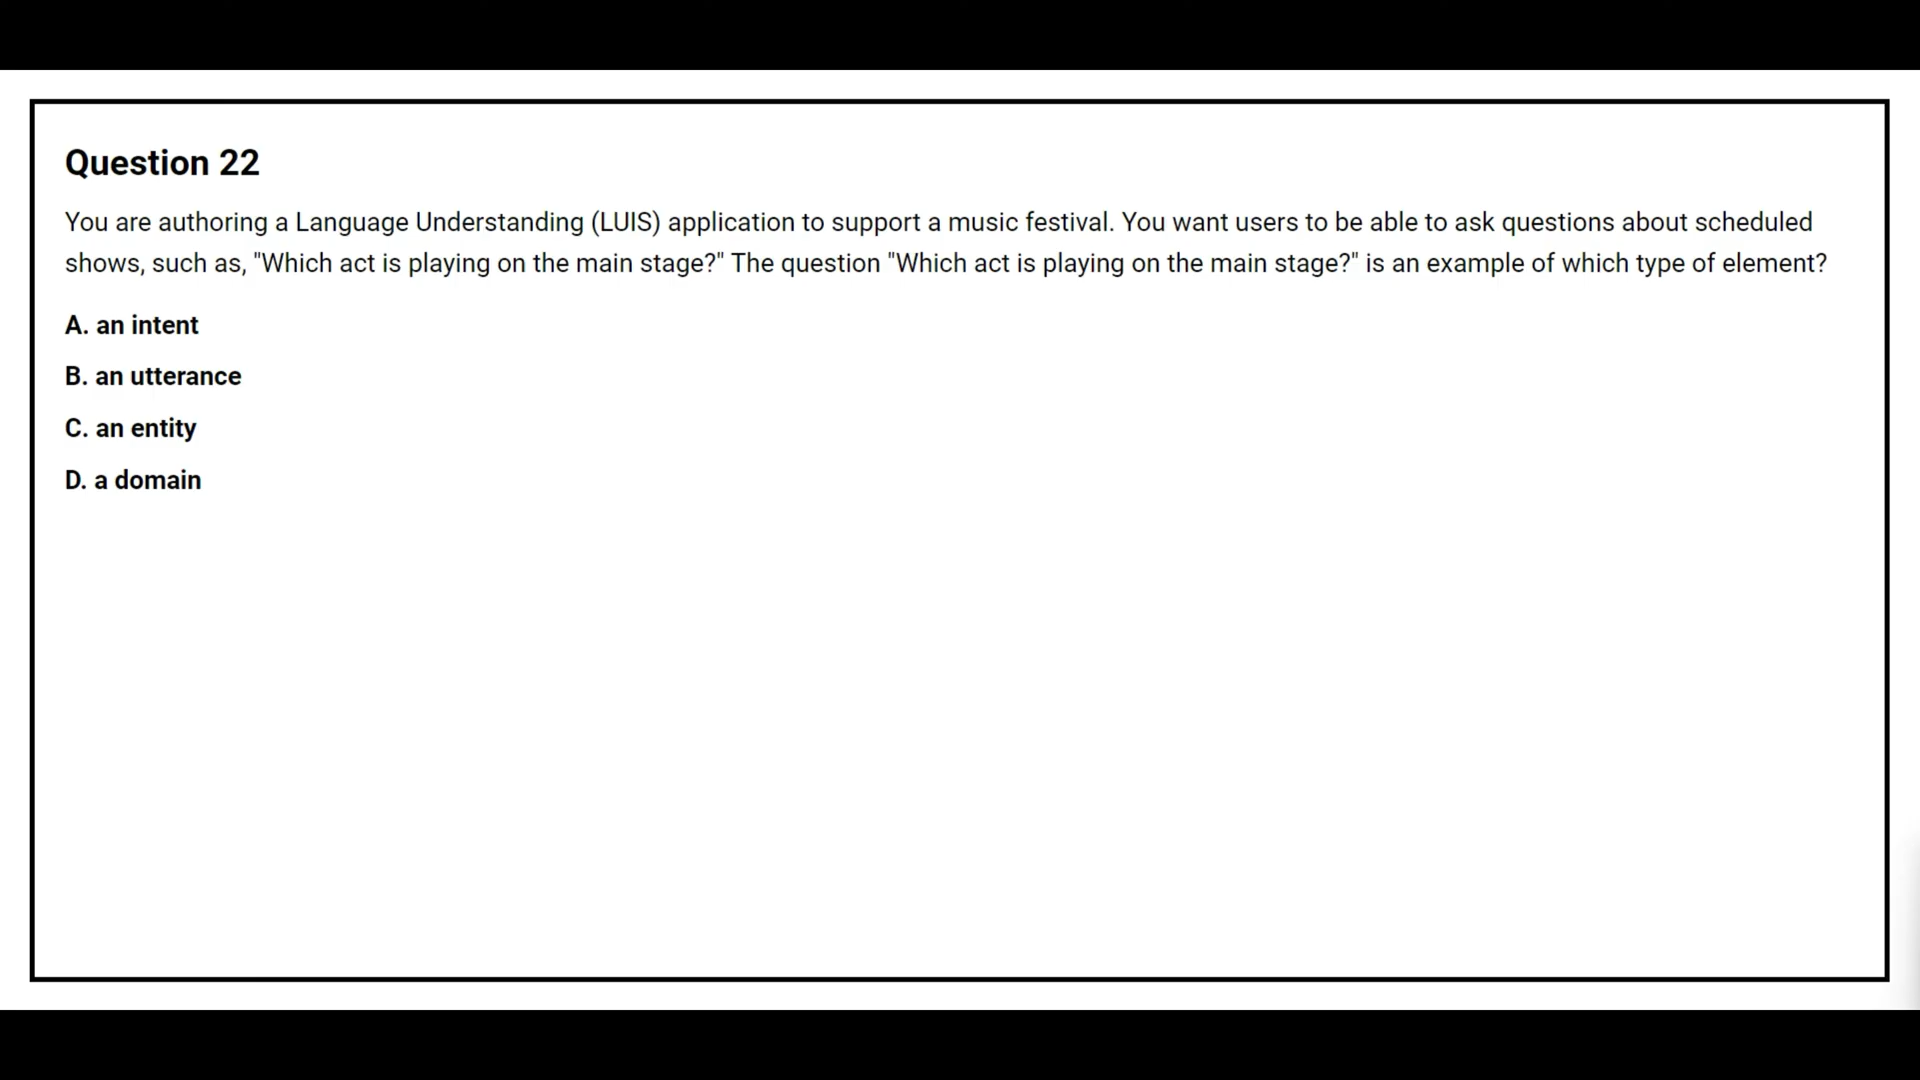 Question 22
You are authoring a Language Understanding (LUIS) application to support a music festival. You want users to be able to ask questions about scheduled
shows, such as, "Which act is playing on the main stage?" The question "Which act is playing on the main stage?" is an example of which type of element?
A. an intent
B. an utterance
C. an entity
D. a domain